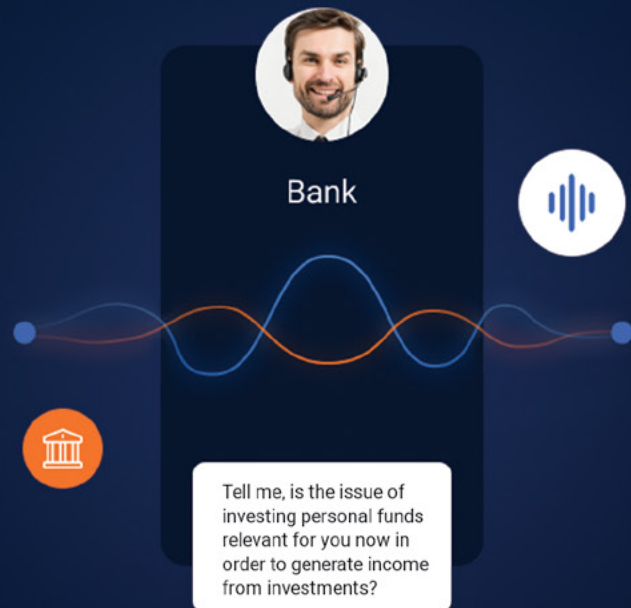 Bank
Tell me, is the issue of
investing personal funds
relevant for you now in
order to generate income
from investments?